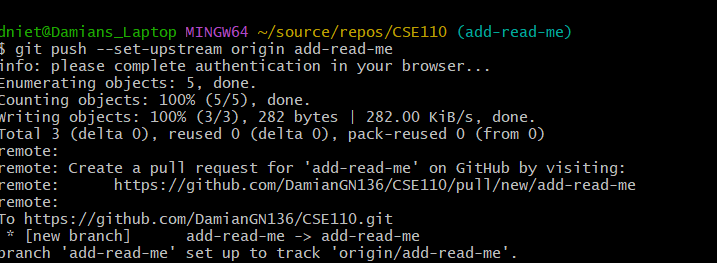 dniet@Damians_Laptop MINGW64 ~/source/repos/CSE110 (add-read-me)
$ git push --set-upstream origin add-read-me
info: please complete authentication in your browser...
Enumerating objects: 5, done.
Counting objects: 100% (5/5), done.
Writing objects: 100% (3/3), 282 bytes | 282.00 KiB/s, done.
Total 3 (delta 0), reused 0 (delta 0), pack-reused 0 (from 0)
remote:
remote: Create a pull request for 'add-read-me' on GitHub by visiting:
remote:      https://github.com/DamianGN136/CSE110/pull/new/add-read-me
remote:
To https://github.com/DamianGN136/CSE110.git
 * [new branch]      add-read-me -> add-read-me
branch 'add-read-me' set up to track 'origin/add-read-me'.